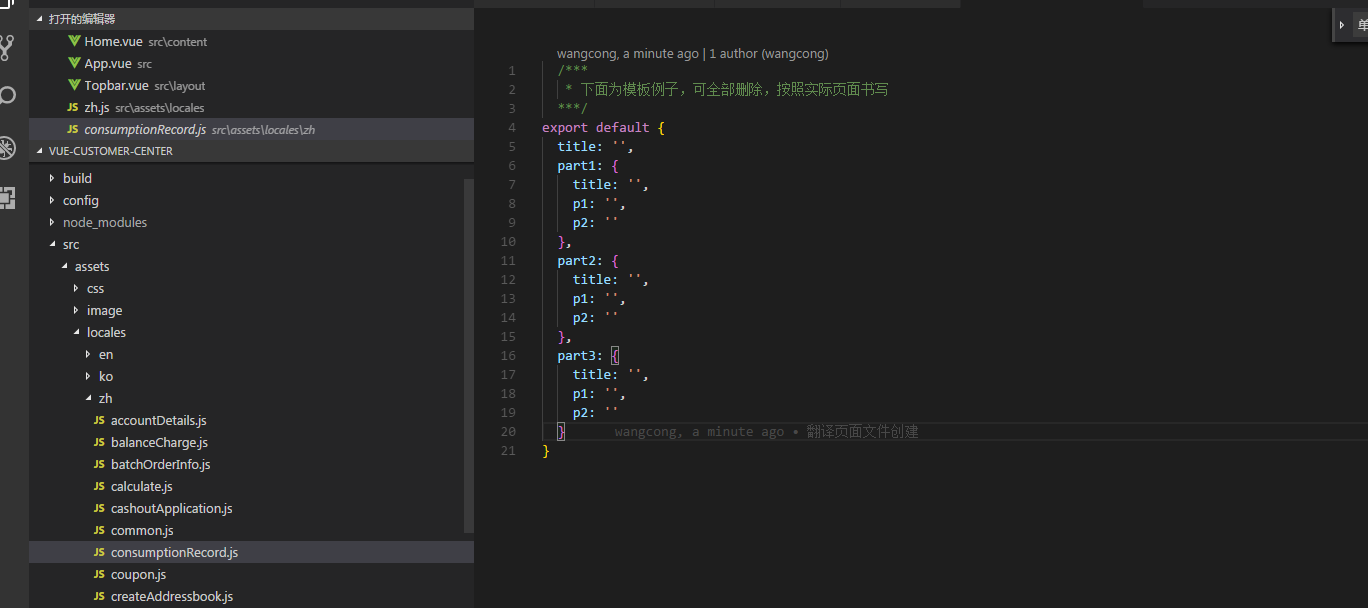 打开的编辑器
Home.vue src\content
App.vue src
Topbar.vue src\layout
JS zh.js src\assets\locales
JS consumptionRecord.js src\assets\locales\zh
VUE-CUSTOMER-CENTER
build
config
node_modules
src
assets
css
image
locales
en
ko
zh
JS accountDetails.js
JS balanceCharge.js
JS batchOrderInfo.js
JS calculate.js
JS cashoutApplication.js
JS common.js
JS consumptionRecord.js
JS coupon.js
JS createAddressbook.js
wangcong, a minute ago | 1 author (wangcong)
1 /***
2 * 下面为模板例子，可全部删除，按照实际页面书写
3 ***/
4 export default {
5 title: '',
6 part1: {
7 title: '',
8 p1: '',
9 p2: ''
10 },
11 part2: {
12 title: '',
13 p1: '',
14 p2: ''
15 },
16 part3: {
17 title: '',
18 p1: '',
19 p2: ''
20 } wangcong, a minute ago • 翻译页面文件创建
21 }